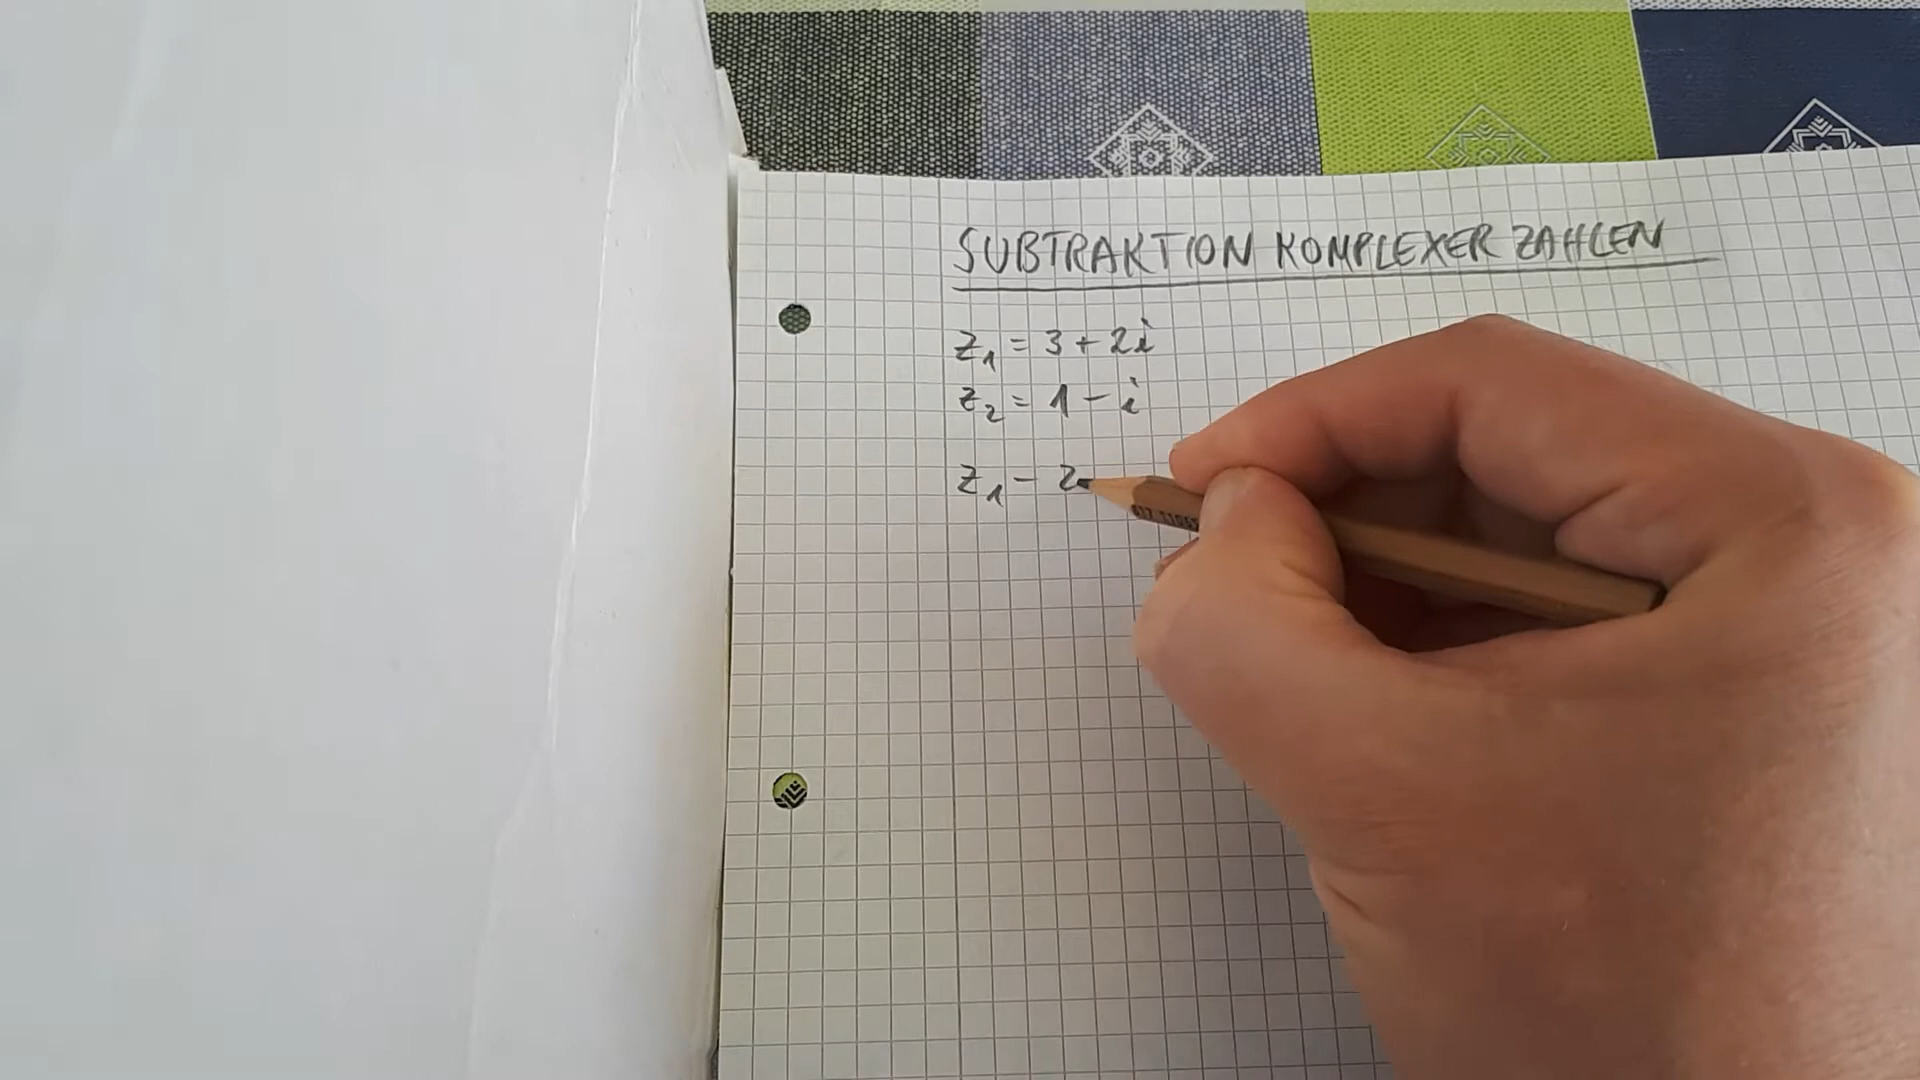 SUBTRAKTION KOMPLEXER ZAHLEN
z₁ = 3 + 2i
z₂ = 1 - i
z₁ - z